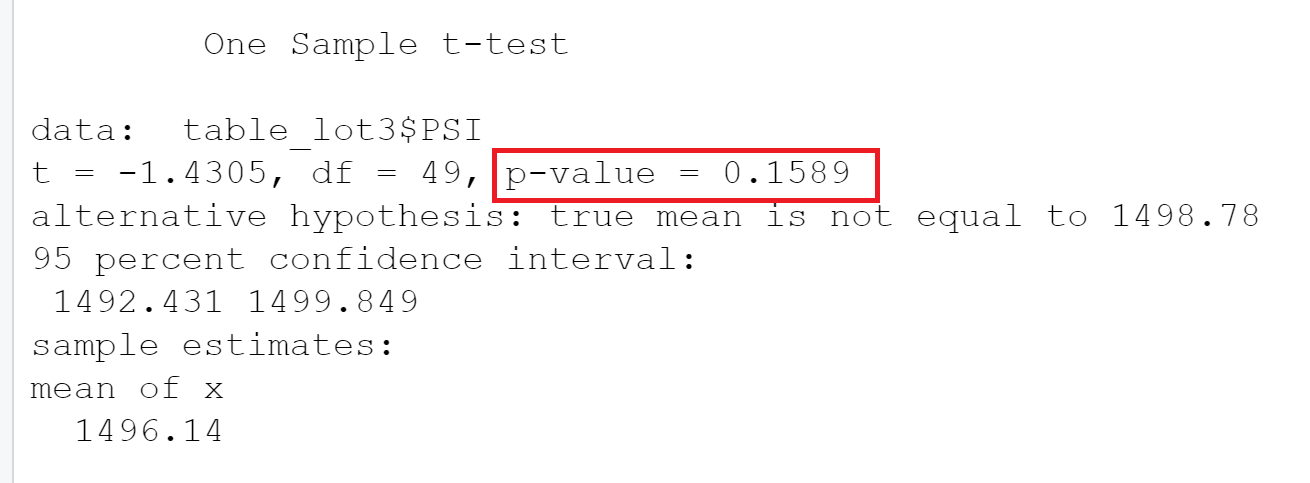 One Sample t-test
data: table_lot3$PSI
t = -1.4305, df = 49, p-value = 0.1589
alternative hypothesis: true mean is not equal to 1498.78
95 percent confidence interval:
1492.431 1499.849
sample estimates:
mean of x
1496.14